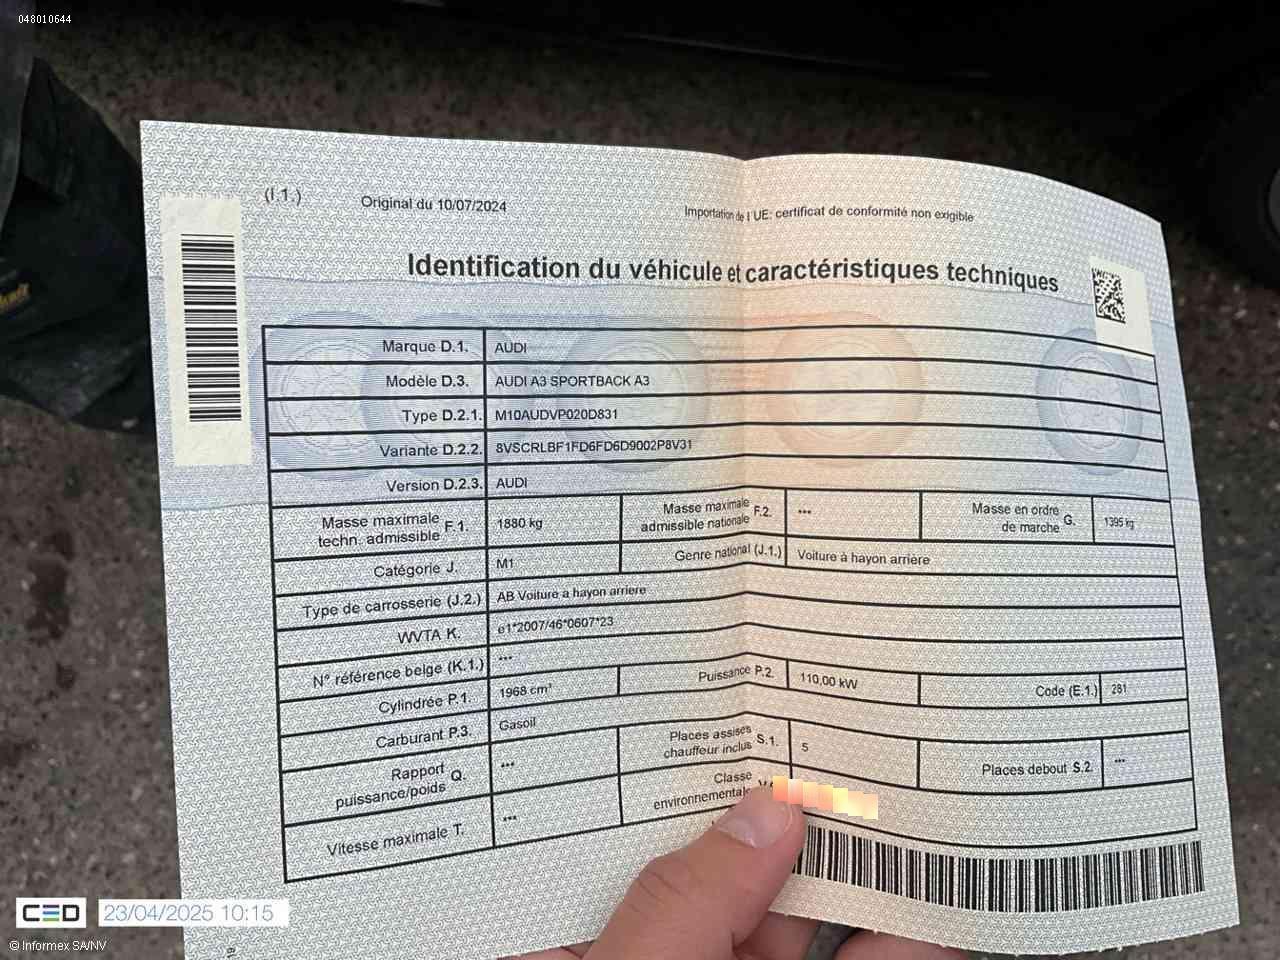 048010644
(I.1.)
Original du 10/07/2024
Importation de l'UE: certificat de conformité non exigible
Identification du véhicule et caractéristiques techniques
Marque D.1. AUDI
Modèle D.3. AUDI A3 SPORTBACK A3
Type D.2.1. M10AUDVP020D831
Variante D.2.2. 8VSCRLBF1FD6FD6D9002P8V31
Version D.2.3. AUDI
Masse maximale techn. admissible F.1. 1880 kg Masse maximale admissible nationale F.2. *** Masse en ordre de marche G. 1395 kg
Catégorie J. M1 Genre national (J.1.) Voiture à hayon arrière
Type de carrosserie (J.2.) AB Voiture à hayon arrière
WVTA K. e1*2007/46*0607*23
N° référence belge (K.1.) ***
Cylindrée P.1. 1968 cm³ Puissance P.2. 110,00 kW Code (E.1.) 281
Carburant P.3. Gasoil
Rapport puissance/poids Q. *** Places assises chauffeur inclus S.1. 5 Places debout S.2. ***
Vitesse maximale T. *** Classe environnementale
CED 23/04/2025 10:15
© Informex SA/NV